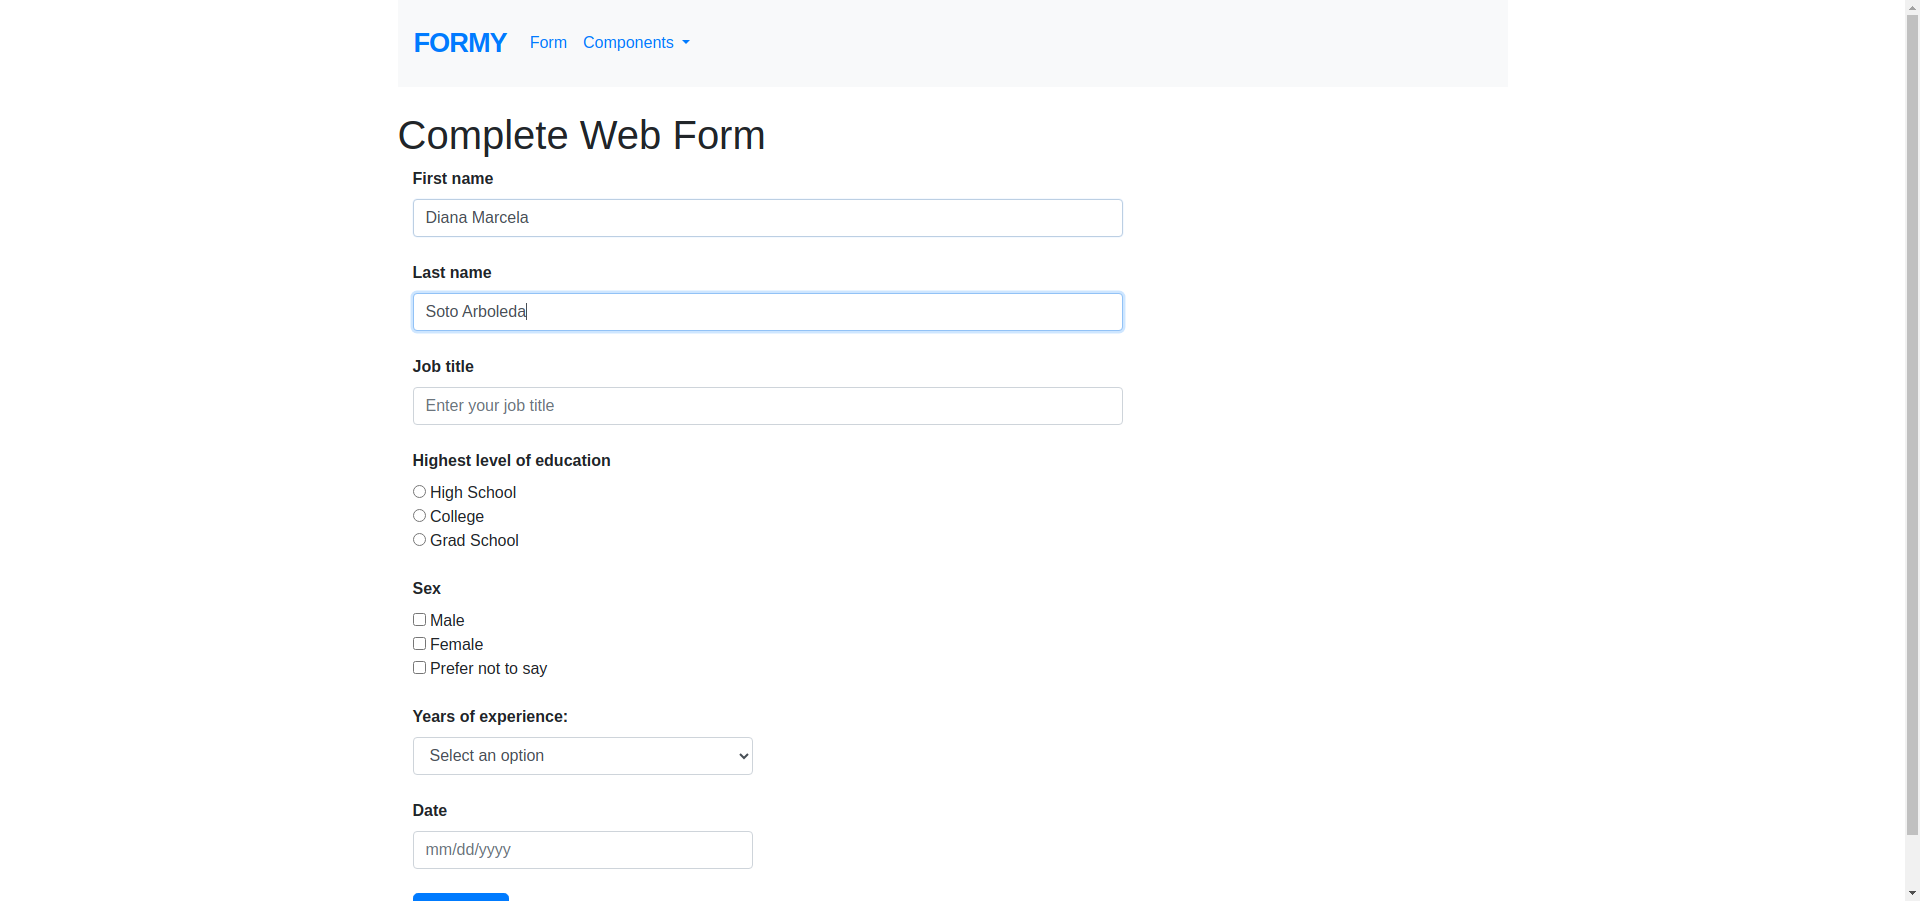 FORMY Form Components
Complete Web Form
First name
Diana Marcela
Last name
Soto Arboleda
Job title
Enter your job title
Highest level of education
High School
College
Grad School
Sex
Male
Female
Prefer not to say
Years of experience:
Select an option
Date
mm/dd/yyyy